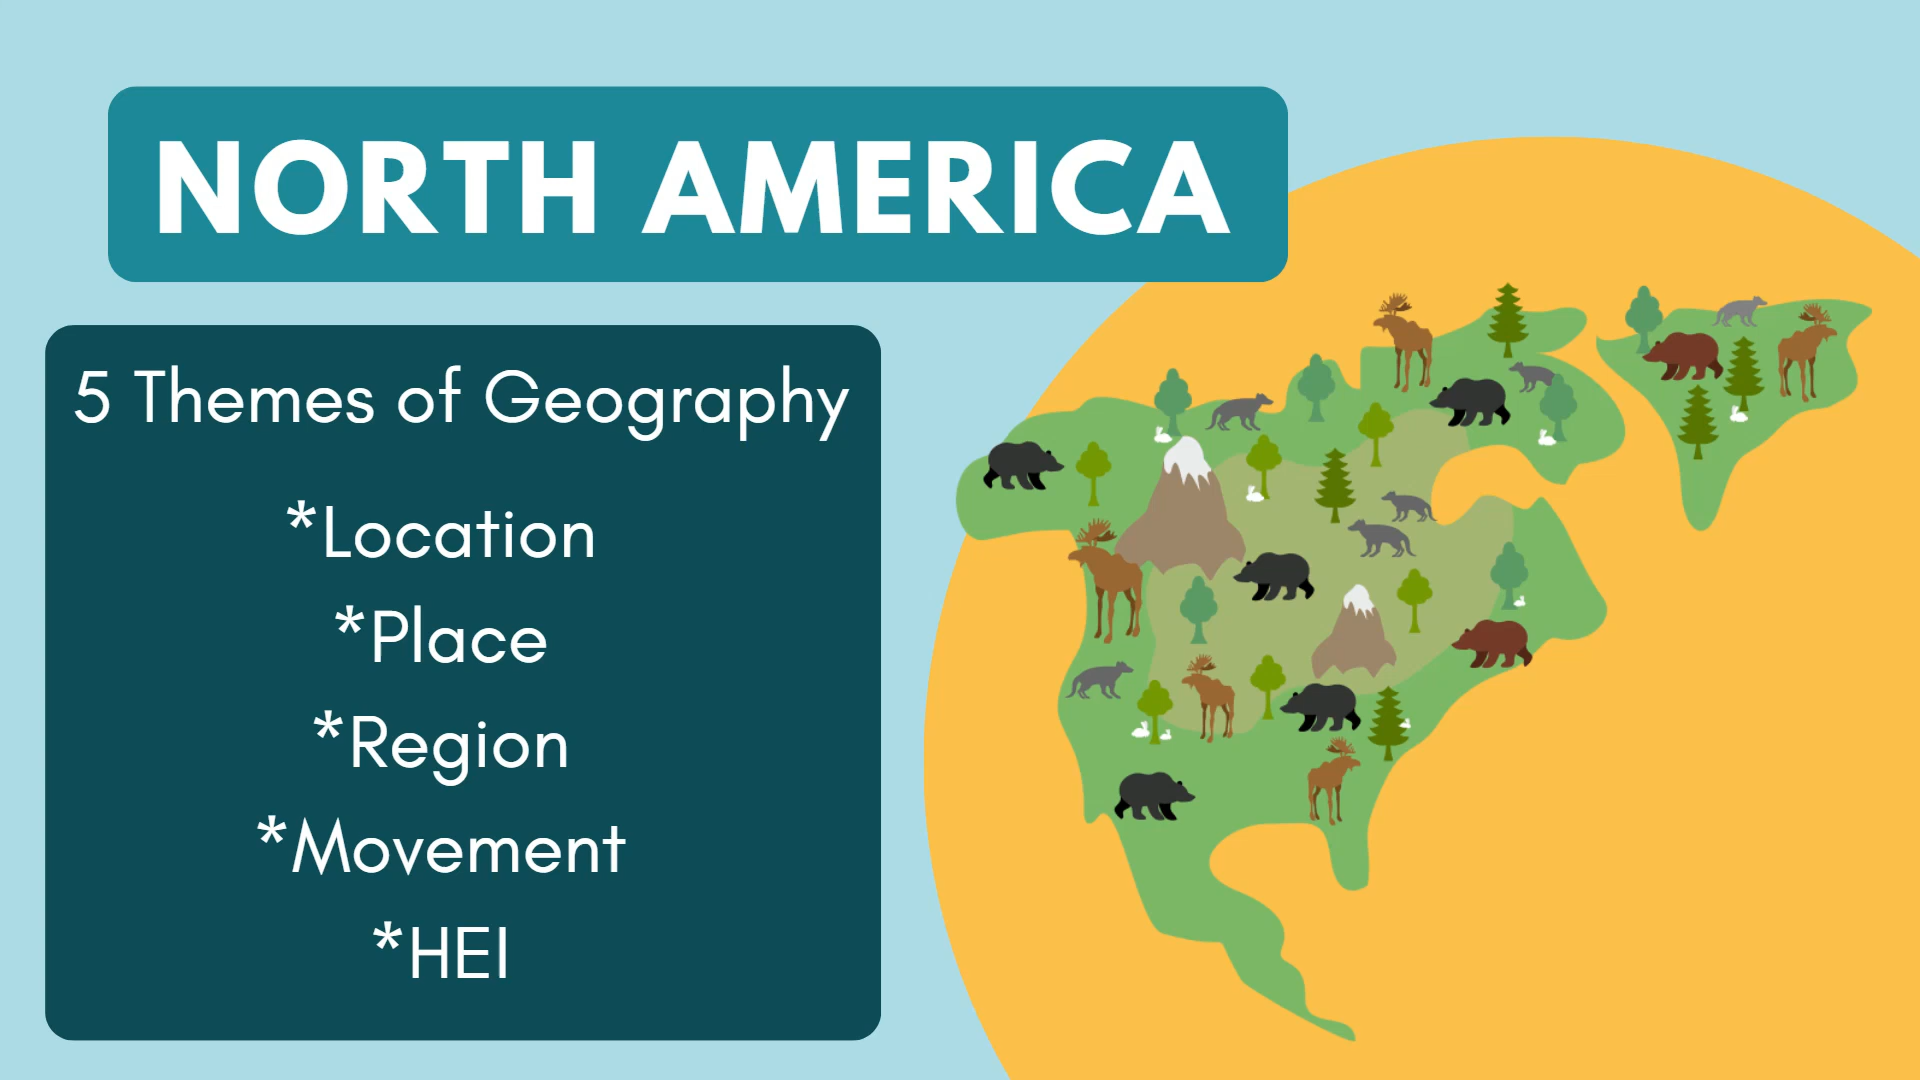 NORTH AMERICA
5 Themes of Geography
*Location
*Place
*Region
*Movement
*HEI